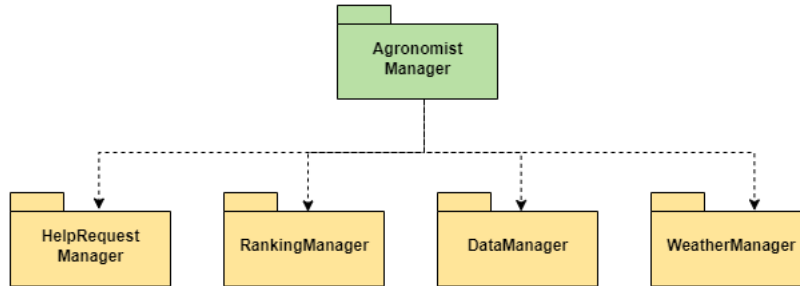 Agronomist
Manager
HelpRequest
Manager
RankingManager
DataManager
WeatherManager